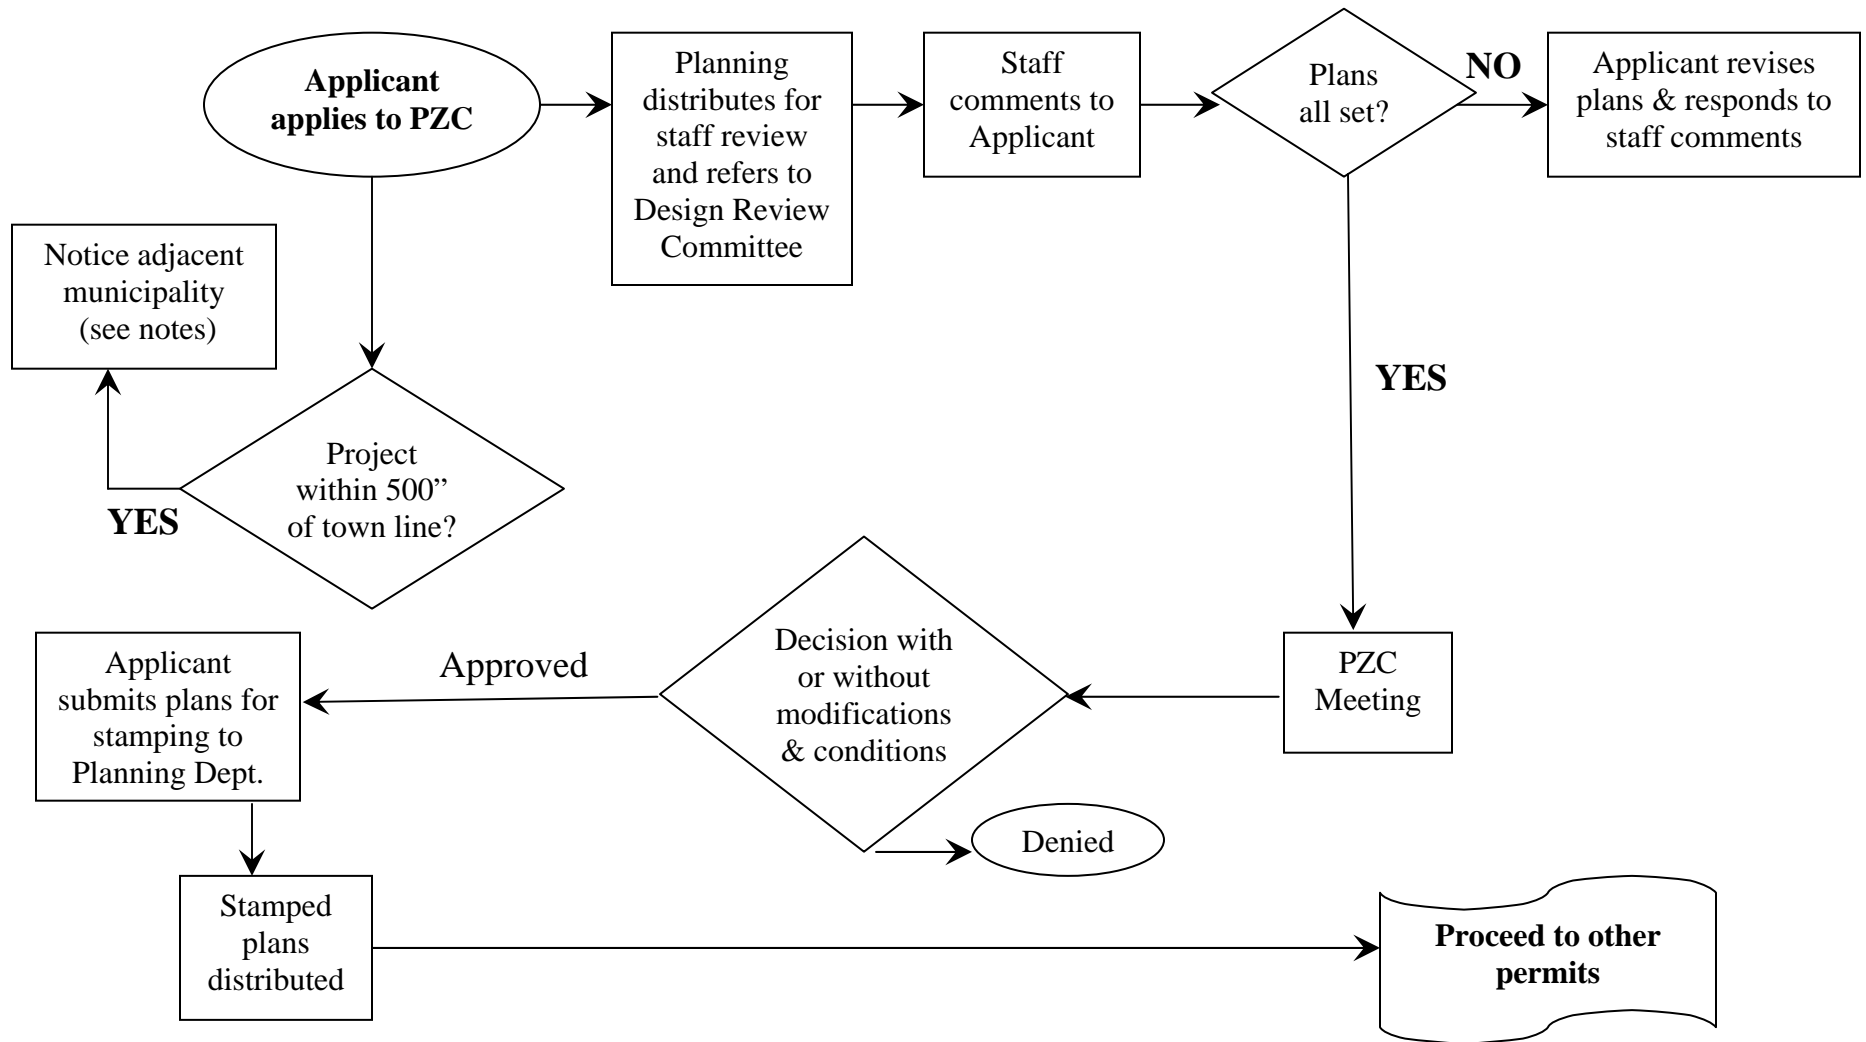 Applicant
applies to PZC
Planning
distributes for
staff review
and refers to
Design Review
Committee
Staff
comments to
Applicant
Plans
all set?
NO
Applicant revises
plans & responds to
staff comments
Notice adjacent
municipality
(see notes)
YES
Project
within 500”
of town line?
YES
PZC
Meeting
Decision with
or without
modifications
& conditions
Approved
Applicant
submits plans for
stamping to
Planning Dept.
Denied
Stamped
plans
distributed
Proceed to other
permits